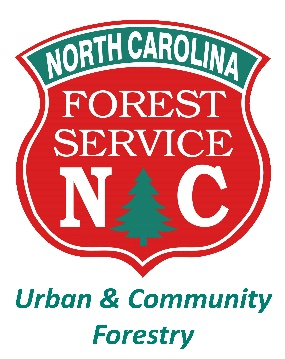 NORTH CAROLINA
FOREST
SERVICE
N C
Urban & Community
Forestry